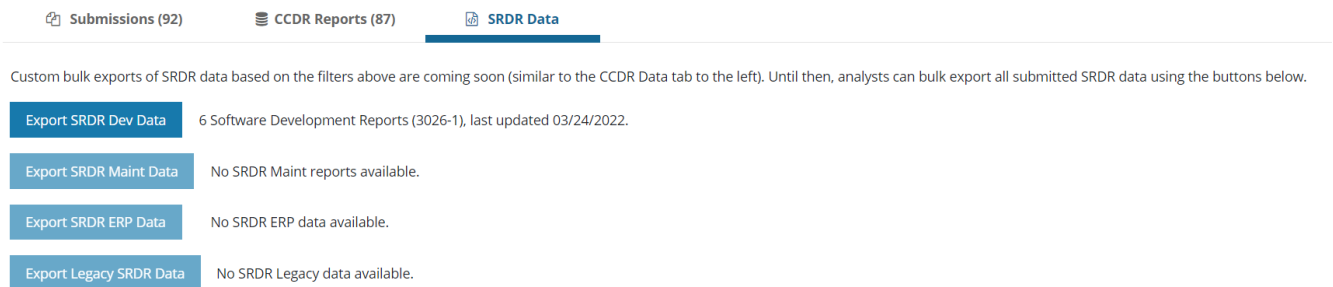 Submissions (92) CCDR Reports (87) SRDR Data
Custom bulk exports of SRDR data based on the filters above are coming soon (similar to the CCDR Data tab to the left). Until then, analysts can bulk export all submitted SRDR data using the buttons below.
Export SRDR Dev Data 6 Software Development Reports (3026-1), last updated 03/24/2022.
Export SRDR Maint Data No SRDR Maint reports available.
Export SRDR ERP Data No SRDR ERP data available.
Export Legacy SRDR Data No SRDR Legacy data available.